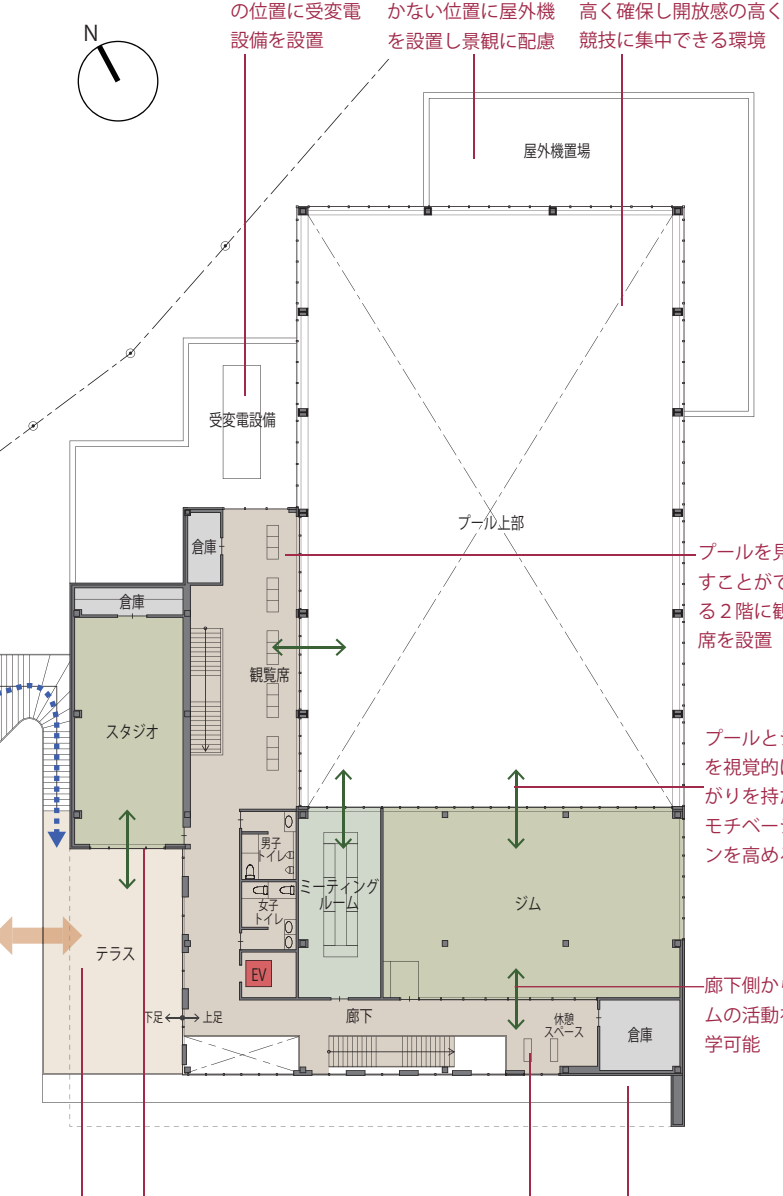 の位置に受変電
設備を設置
かない位置に屋外機
を設置し景観に配慮
高く確保し開放感の高く
競技に集中できる環境
N
屋外機置場
受変電設備
プール上部
倉庫
倉庫
プールを見
すことがで
る２階に観
席を設置
観覧席
スタジオ
プールと
を視覚的に
がりを持た
モチベー
ンを高め
男子
トイレ
ミーティング
ルーム
女子
トイレ
ジム
テラス
EV
廊下側から
ムの活動を
学可能
下足
上足
廊下
休憩
スペース
倉庫